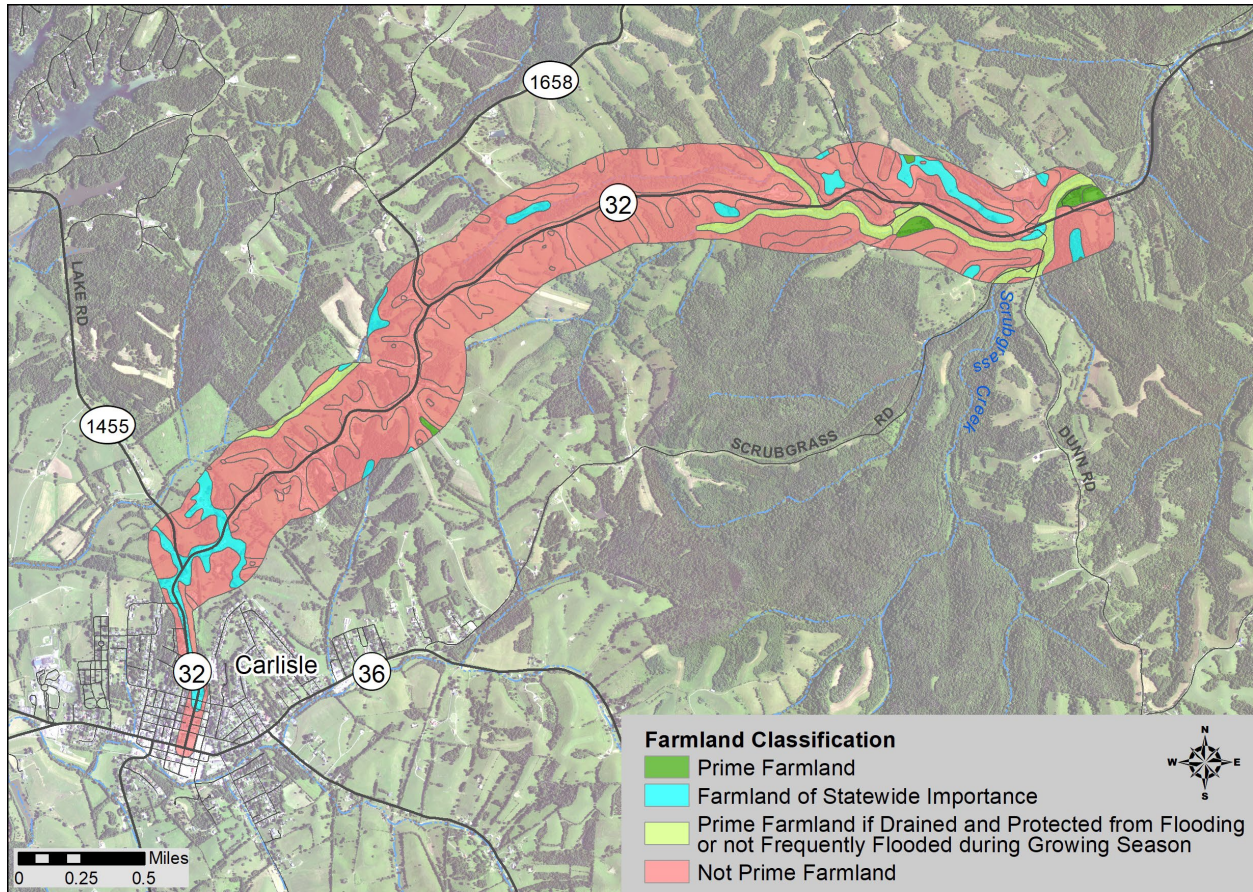 1658
32
LAKE RD
1455
Scrubgrass Creek
SCRUBGRASS RD
DUNN RD
32
Carlisle
36
Farmland Classification
Prime Farmland
Farmland of Statewide Importance
Prime Farmland if Drained and Protected from Flooding
or not Frequently Flooded during Growing Season
Not Prime Farmland
N
W
E
S
Miles
0 0.25 0.5